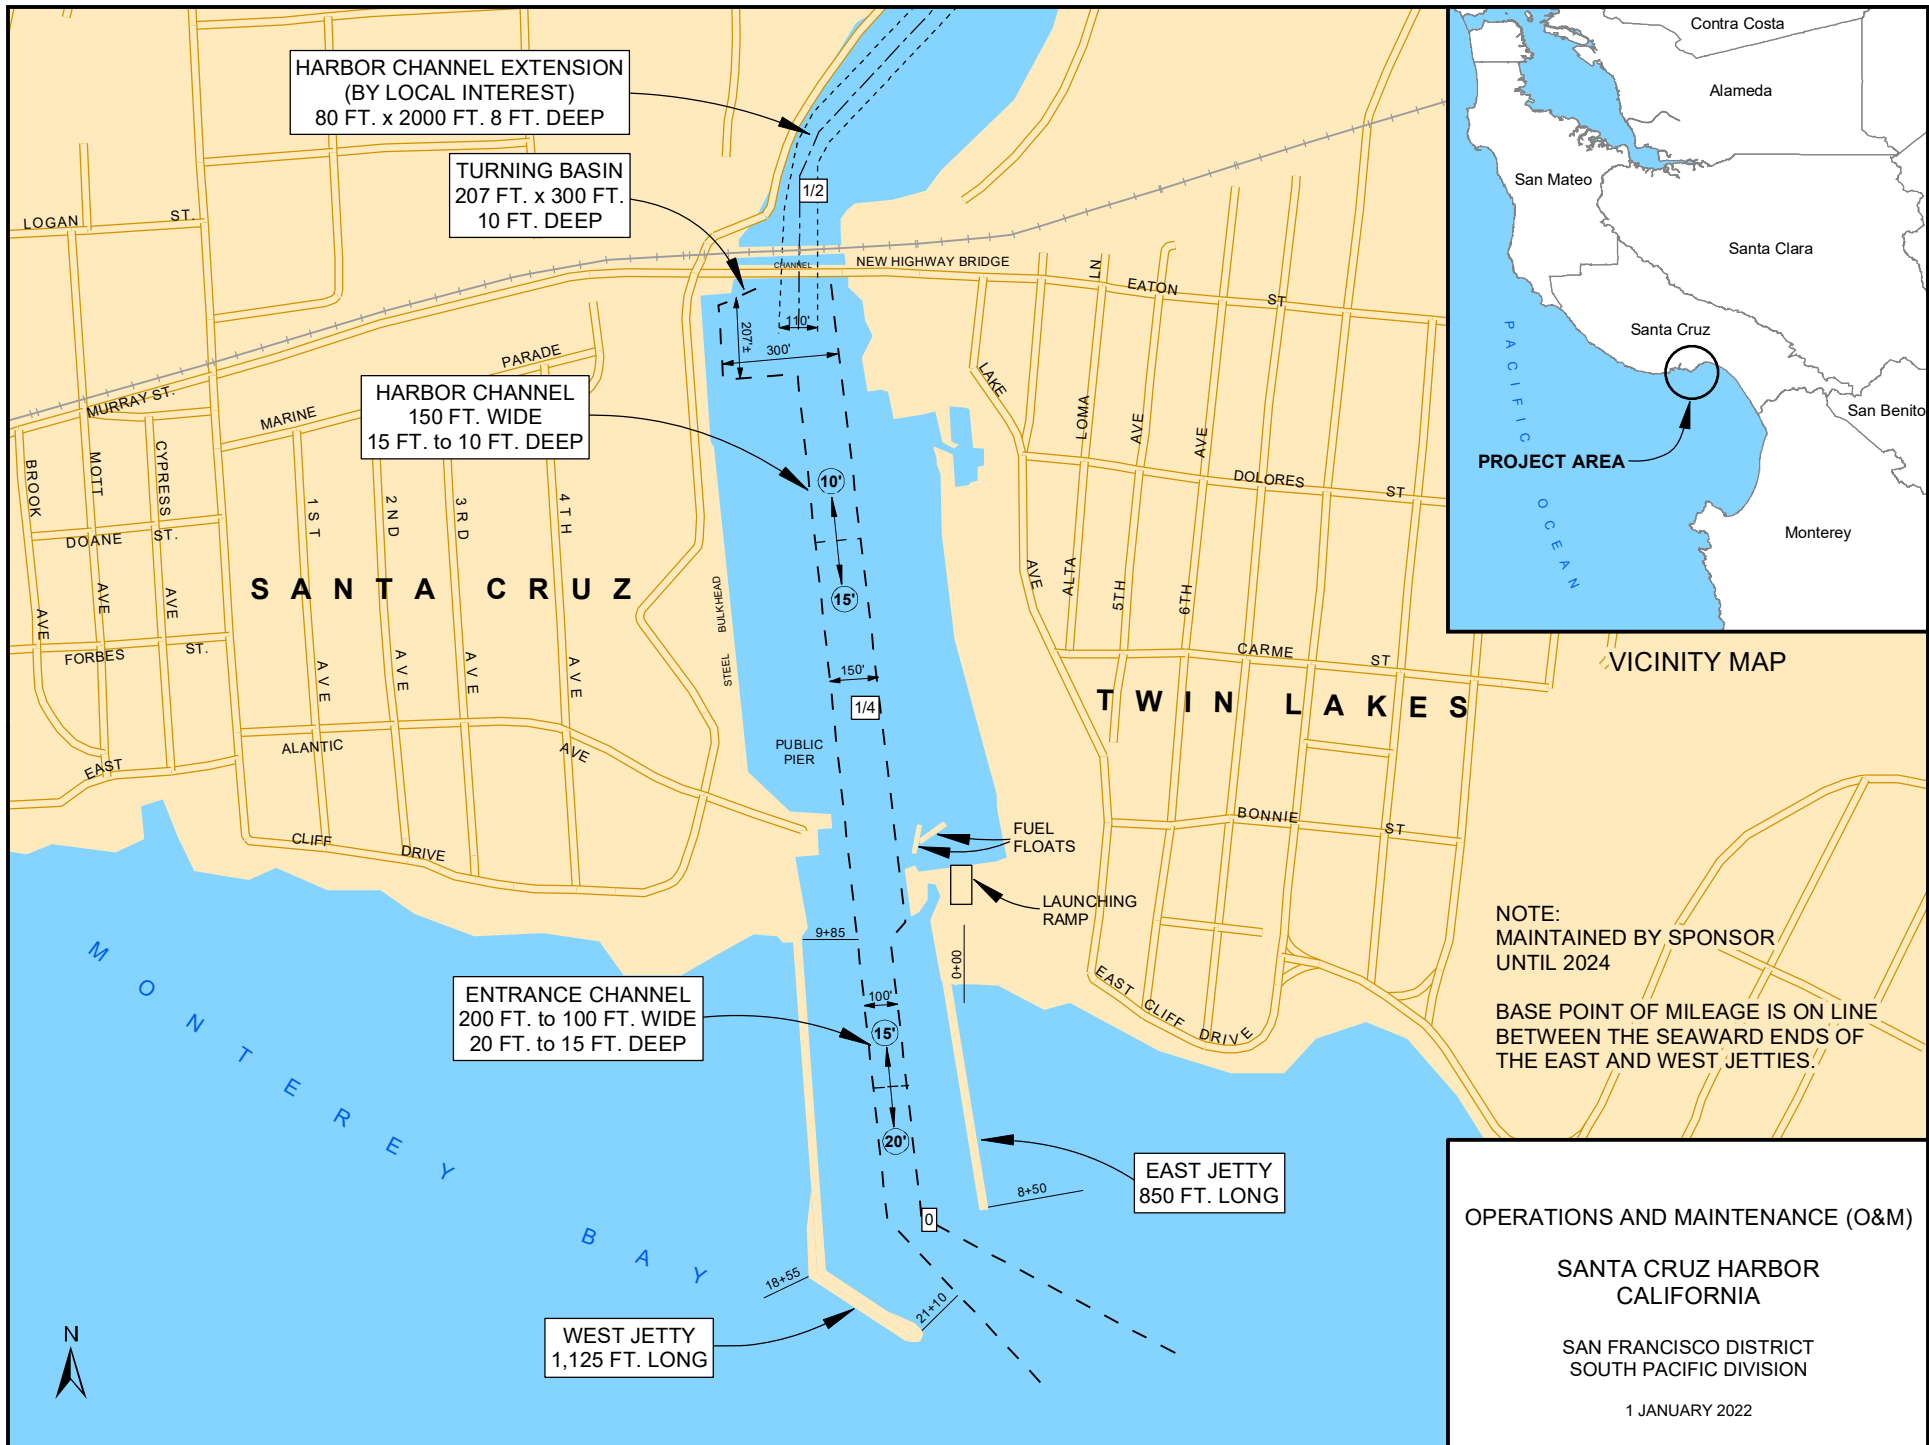 HARBOR CHANNEL EXTENSION
(BY LOCAL INTEREST)
80 FT. x 2000 FT. 8 FT. DEEP
TURNING BASIN
207 FT. x 300 FT.
10 FT. DEEP
1/2
LOGAN ST.
CHANNEL
NEW HIGHWAY BRIDGE
EATON ST
LN
110'
207'±
300'
PARADE
MARINE
MURRAY ST.
HARBOR CHANNEL
150 FT. WIDE
15 FT. to 10 FT. DEEP
LAKE AVE
LOMA
ALTA
AVE
5TH
AVE
6TH
DOLORES ST
BROOK AVE
MOTT AVE
CYPRESS AVE
1ST AVE
2ND AVE
3RD AVE
4TH AVE
DOANE ST.
10'
15'
SANTA CRUZ
STEEL BULKHEAD
FORBES ST.
CARME ST
150'
1/4
TWIN LAKES
PUBLIC
PIER
ALANTIC AVE
EAST
CLIFF DRIVE
BONNIE ST
FUEL
FLOATS
LAUNCHING
RAMP
9+85
0+00
EAST CLIFF DRIVE
ENTRANCE CHANNEL
200 FT. to 100 FT. WIDE
20 FT. to 15 FT. DEEP
100'
15'
20'
MONTEREY BAY
EAST JETTY
850 FT. LONG
8+50
0
18+55
21+10
WEST JETTY
1,125 FT. LONG
N
Contra Costa
Alameda
San Mateo
Santa Clara
Santa Cruz
San Benito
Monterey
PACIFIC OCEAN
PROJECT AREA
VICINITY MAP
NOTE:
MAINTAINED BY SPONSOR
UNTIL 2024
BASE POINT OF MILEAGE IS ON LINE
BETWEEN THE SEAWARD ENDS OF
THE EAST AND WEST JETTIES.
OPERATIONS AND MAINTENANCE (O&M)
SANTA CRUZ HARBOR
CALIFORNIA
SAN FRANCISCO DISTRICT
SOUTH PACIFIC DIVISION
1 JANUARY 2022